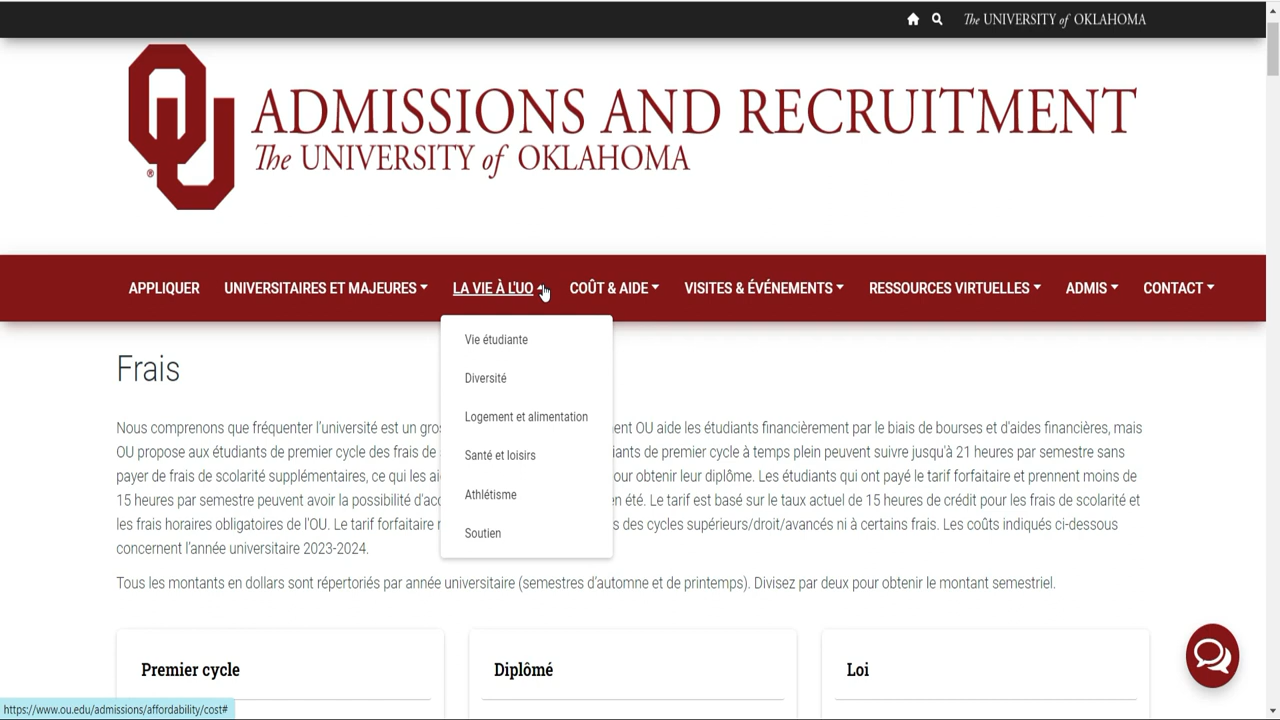 The UNIVERSITY of OKLAHOMA
OU
®
ADMISSIONS AND RECRUITMENT
The UNIVERSITY of OKLAHOMA
APPLIQUER
UNIVERSITAIRES ET MAJEURES
LA VIE À L'UO
COÛT & AIDE
VISITES & ÉVÉNEMENTS
RESSOURCES VIRTUELLES
ADMIS
CONTACT
Vie étudiante
Diversité
Logement et alimentation
Santé et loisirs
Athlétisme
Soutien
Frais
Nous comprenons que fréquenter l'université est un gro ent OU aide les étudiants financièrement par le biais de bourses et d'aides financières, mais
OU propose aux étudiants de premier cycle des frais de iants de premier cycle à temps plein peuvent suivre jusqu'à 21 heures par semestre sans
payer de frais de scolarité supplémentaires, ce qui les ai our obtenir leur diplôme. Les étudiants qui ont payé le tarif forfaitaire et prennent moins de
15 heures par semestre peuvent avoir la possibilité d'acc en été. Le tarif est basé sur le taux actuel de 15 heures de crédit pour les frais de scolarité et
les frais horaires obligatoires de l'OU. Le tarif forfaitaire s des cycles supérieurs/droit/avancés ni à certains frais. Les coûts indiqués ci-dessous
concernent l'année universitaire 2023-2024.
Tous les montants en dollars sont répertoriés par année universitaire (semestres d'automne et de printemps). Divisez par deux pour obtenir le montant semestriel.
Premier cycle
Diplômé
Loi
https://www.ou.edu/admissions/affordability/cost#